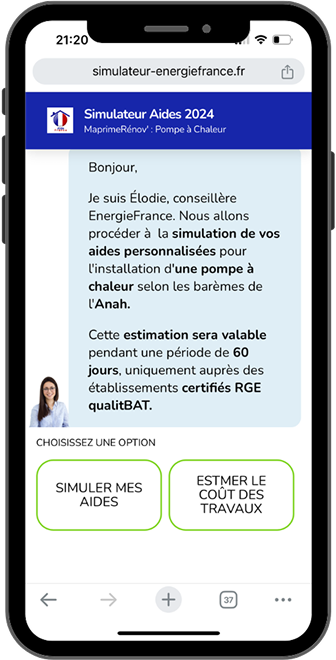 21:20
simulateur-energiefrance.fr
Simulateur Aides 2024
MaprimeRénov' : Pompe à Chaleur
Bonjour,
Je suis Élodie, conseillère
EnergieFrance. Nous allons
procéder à la simulation de vos
aides personnalisées pour
l'installation d'une pompe à
chaleur selon les barèmes de
l'Anah.
Cette estimation sera valable
pendant une période de 60
jours, uniquement auprès des
établissements certifiés RGE
qualitBAT.
CHOISISSEZ UNE OPTION
SIMULER MES
AIDES
ESTMER LE
COÛT DES
TRAVAUX
37